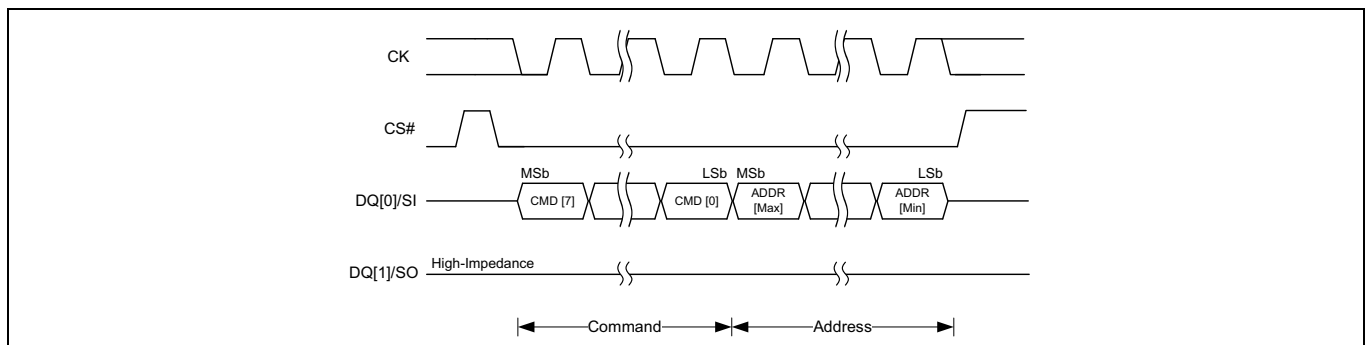 CK
CS#
MSb LSb MSb LSb
DQ[0]/SI CMD [7] CMD [0] ADDR [Max] ADDR [Min]
DQ[1]/SO High-Impedance
Command Address